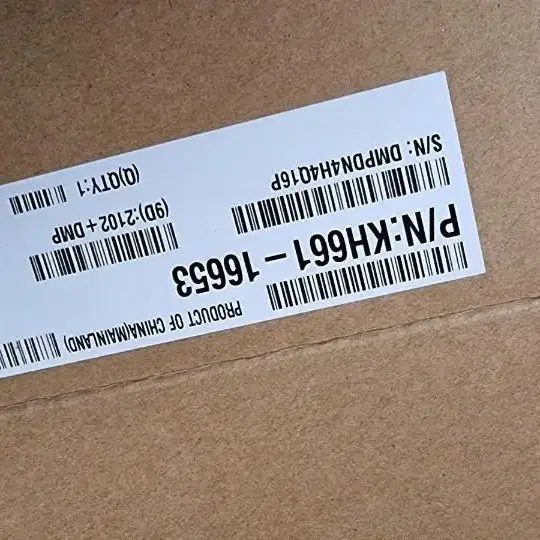 PRODUCT OF CHINA(MAINLAND)
P/N:KH661－16653
(9D):2102+DMP
S/N: DMPDN4H4Q16P
(Q)QTY:1